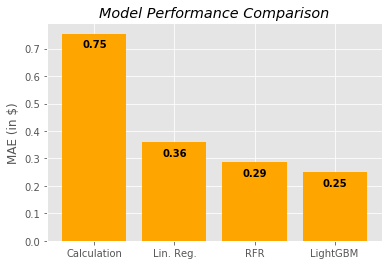 Model Performance Comparison
MAE (in $)
0.7
0.6
0.5
0.4
0.3
0.2
0.1
0.0
0.75
0.36
0.29
0.25
Calculation
Lin. Reg.
RFR
LightGBM